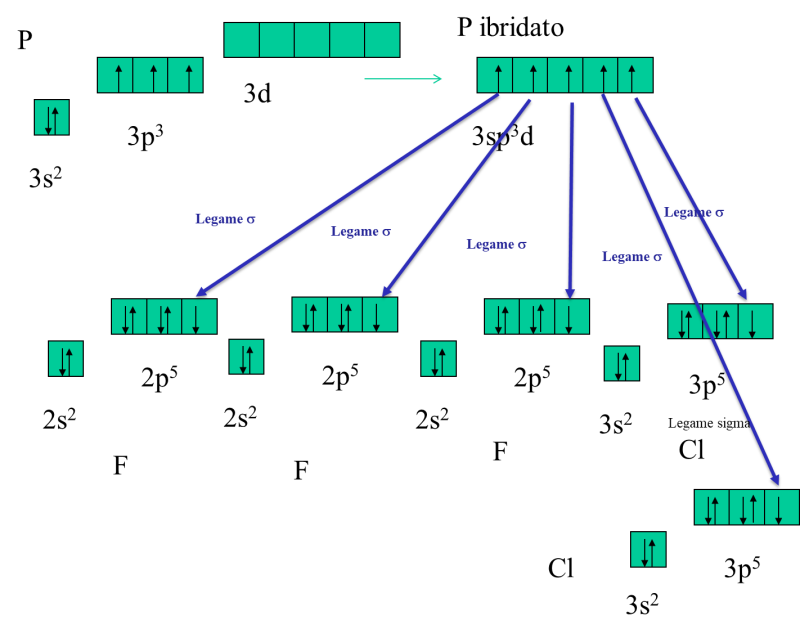 P
P ibridato
3d
3p³
3sp³d
3s²
Legame σ
Legame σ
Legame σ
Legame σ
Legame σ
2p⁵
2p⁵
2p⁵
3p⁵
2s²
2s²
2s²
3s²
Legame sigma
F
F
F
Cl
Cl
3p⁵
3s²